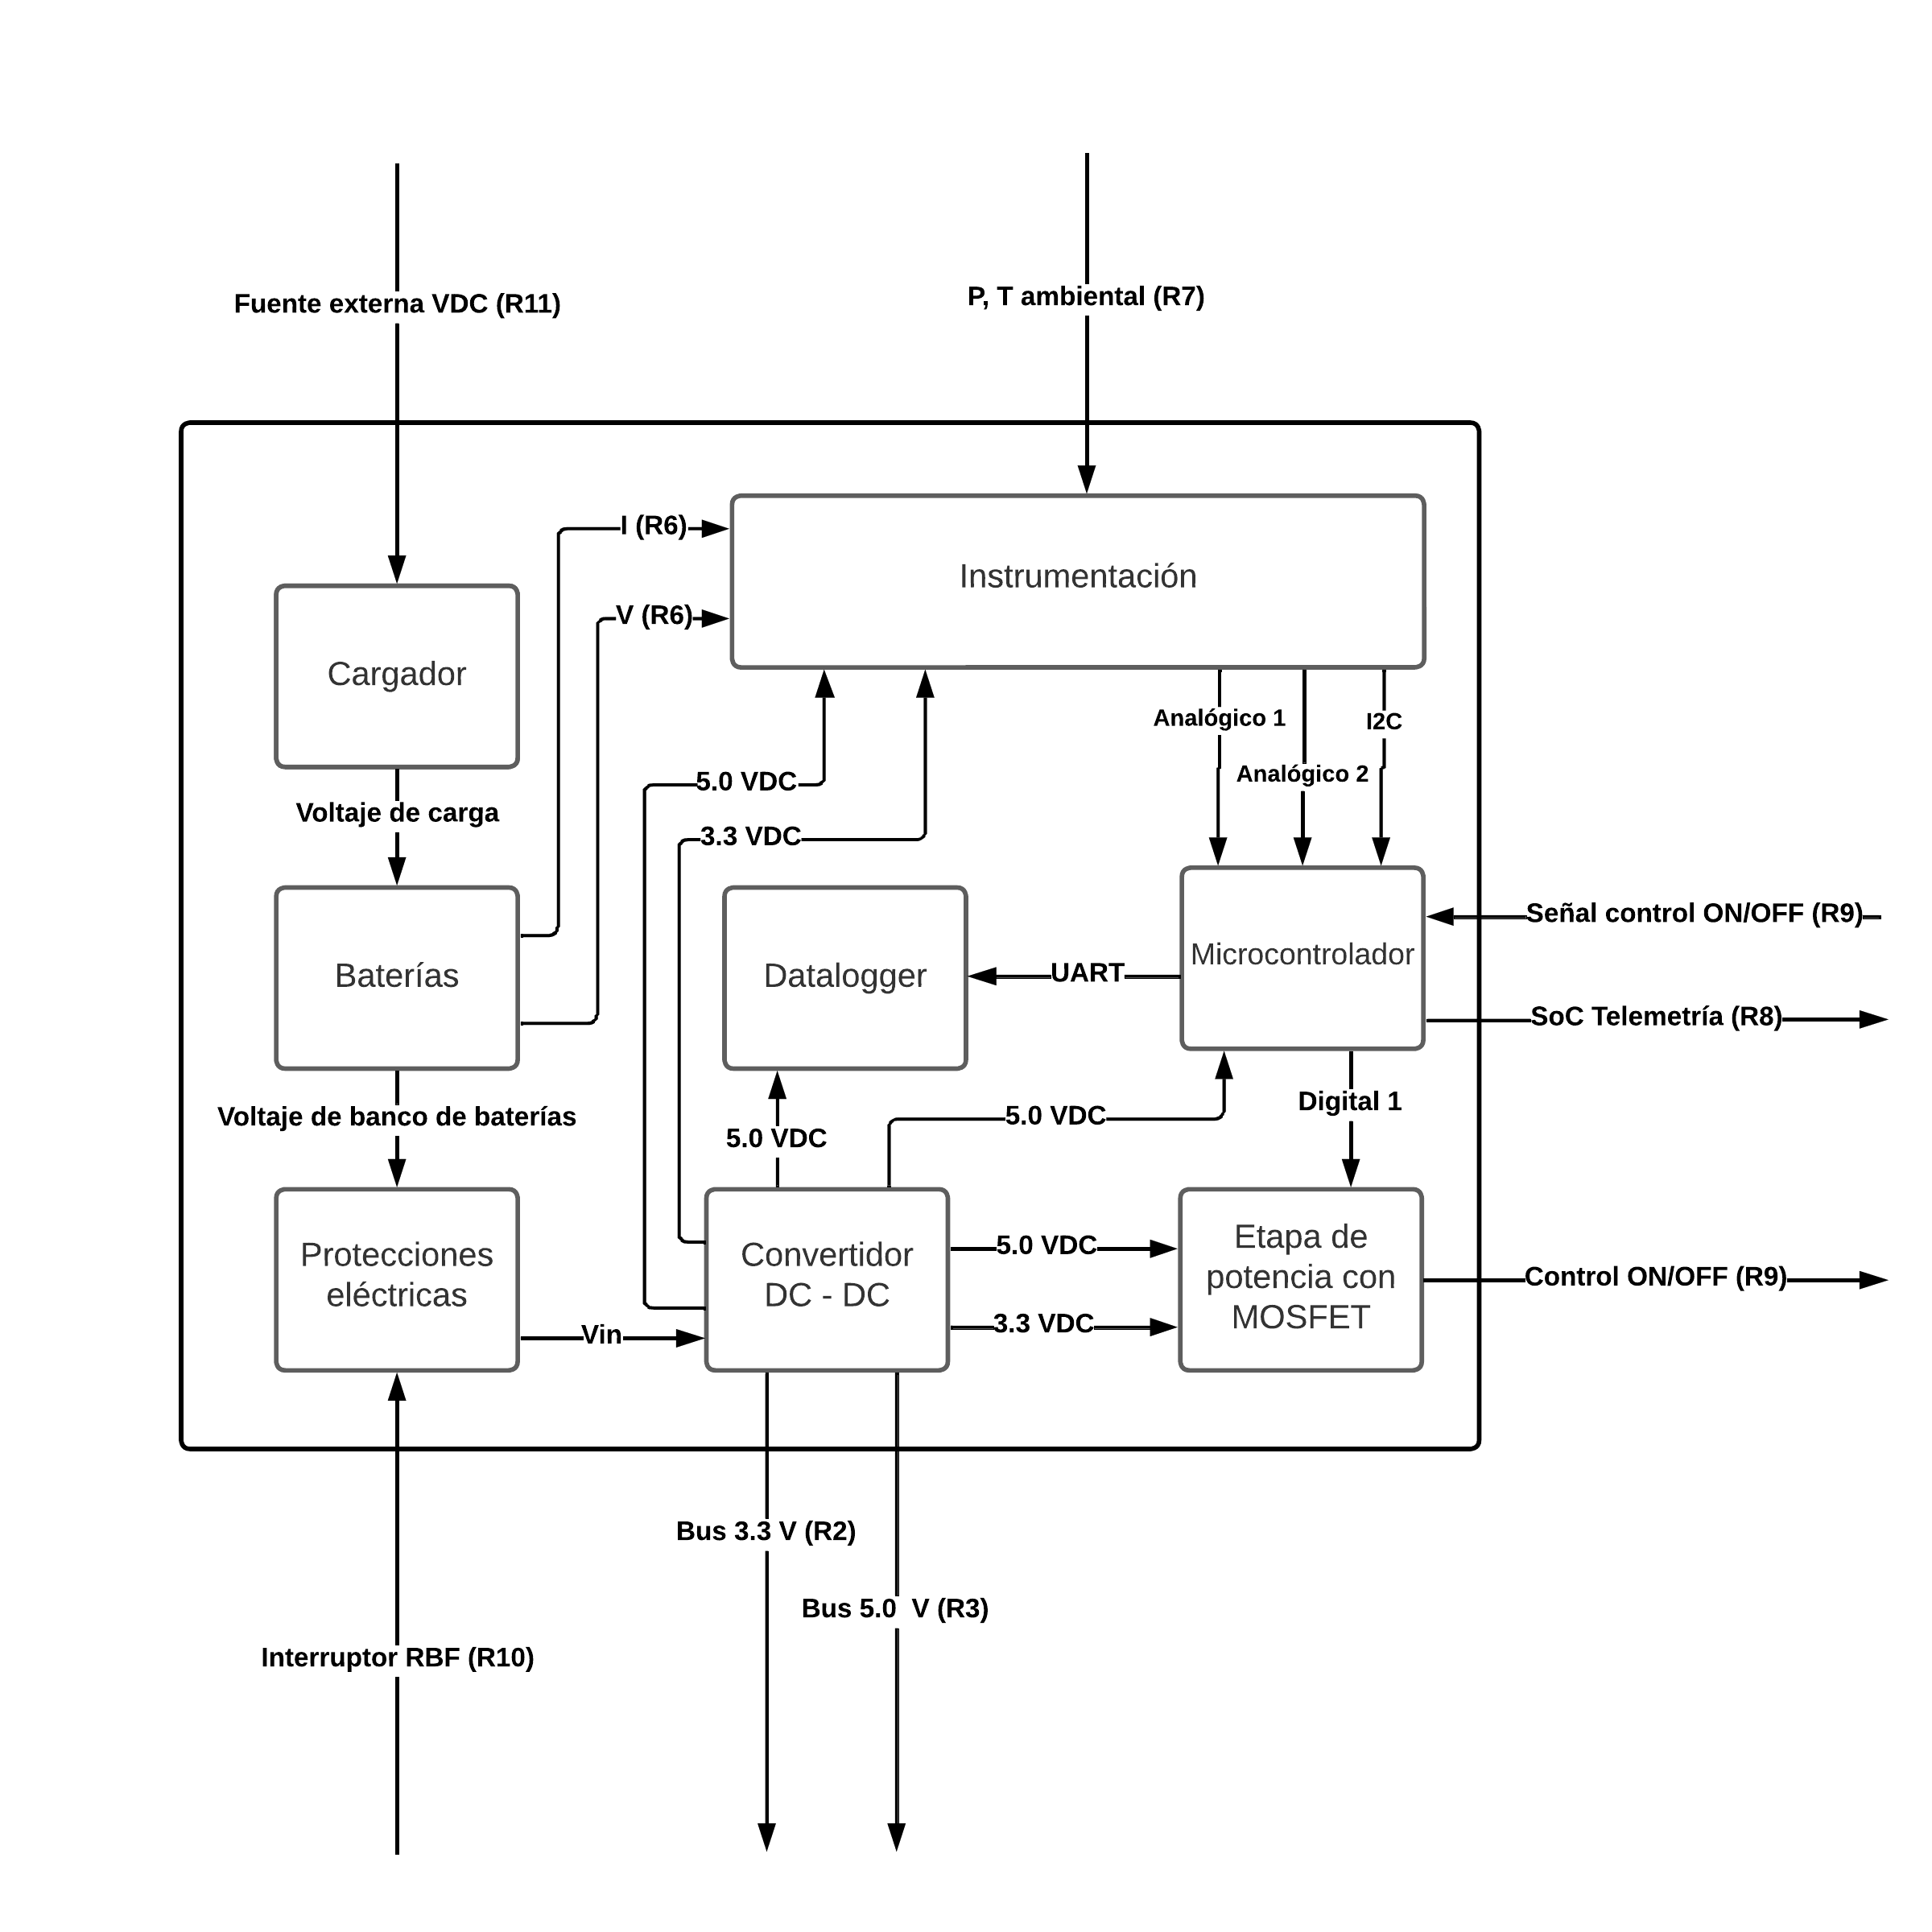 P, T ambiental (R7)
Fuente externa VDC (R11)
I (R6)
Instrumentación
V (R6)
Cargador
Analógico 1
I2C
Analógico 2
5.0 VDC
Voltaje de carga
3.3 VDC
Señal control ON/OFF (R9)
Microcontrolador
Baterías
Datalogger
UART
SoC Telemetría (R8)
Digital 1
Voltaje de banco de baterías
5.0 VDC
5.0 VDC
Protecciones
eléctricas
Convertidor
DC - DC
5.0 VDC
3.3 VDC
Etapa de
potencia con
MOSFET
Control ON/OFF (R9)
Vin
Bus 3.3 V (R2)
Bus 5.0  V (R3)
Interruptor RBF (R10)